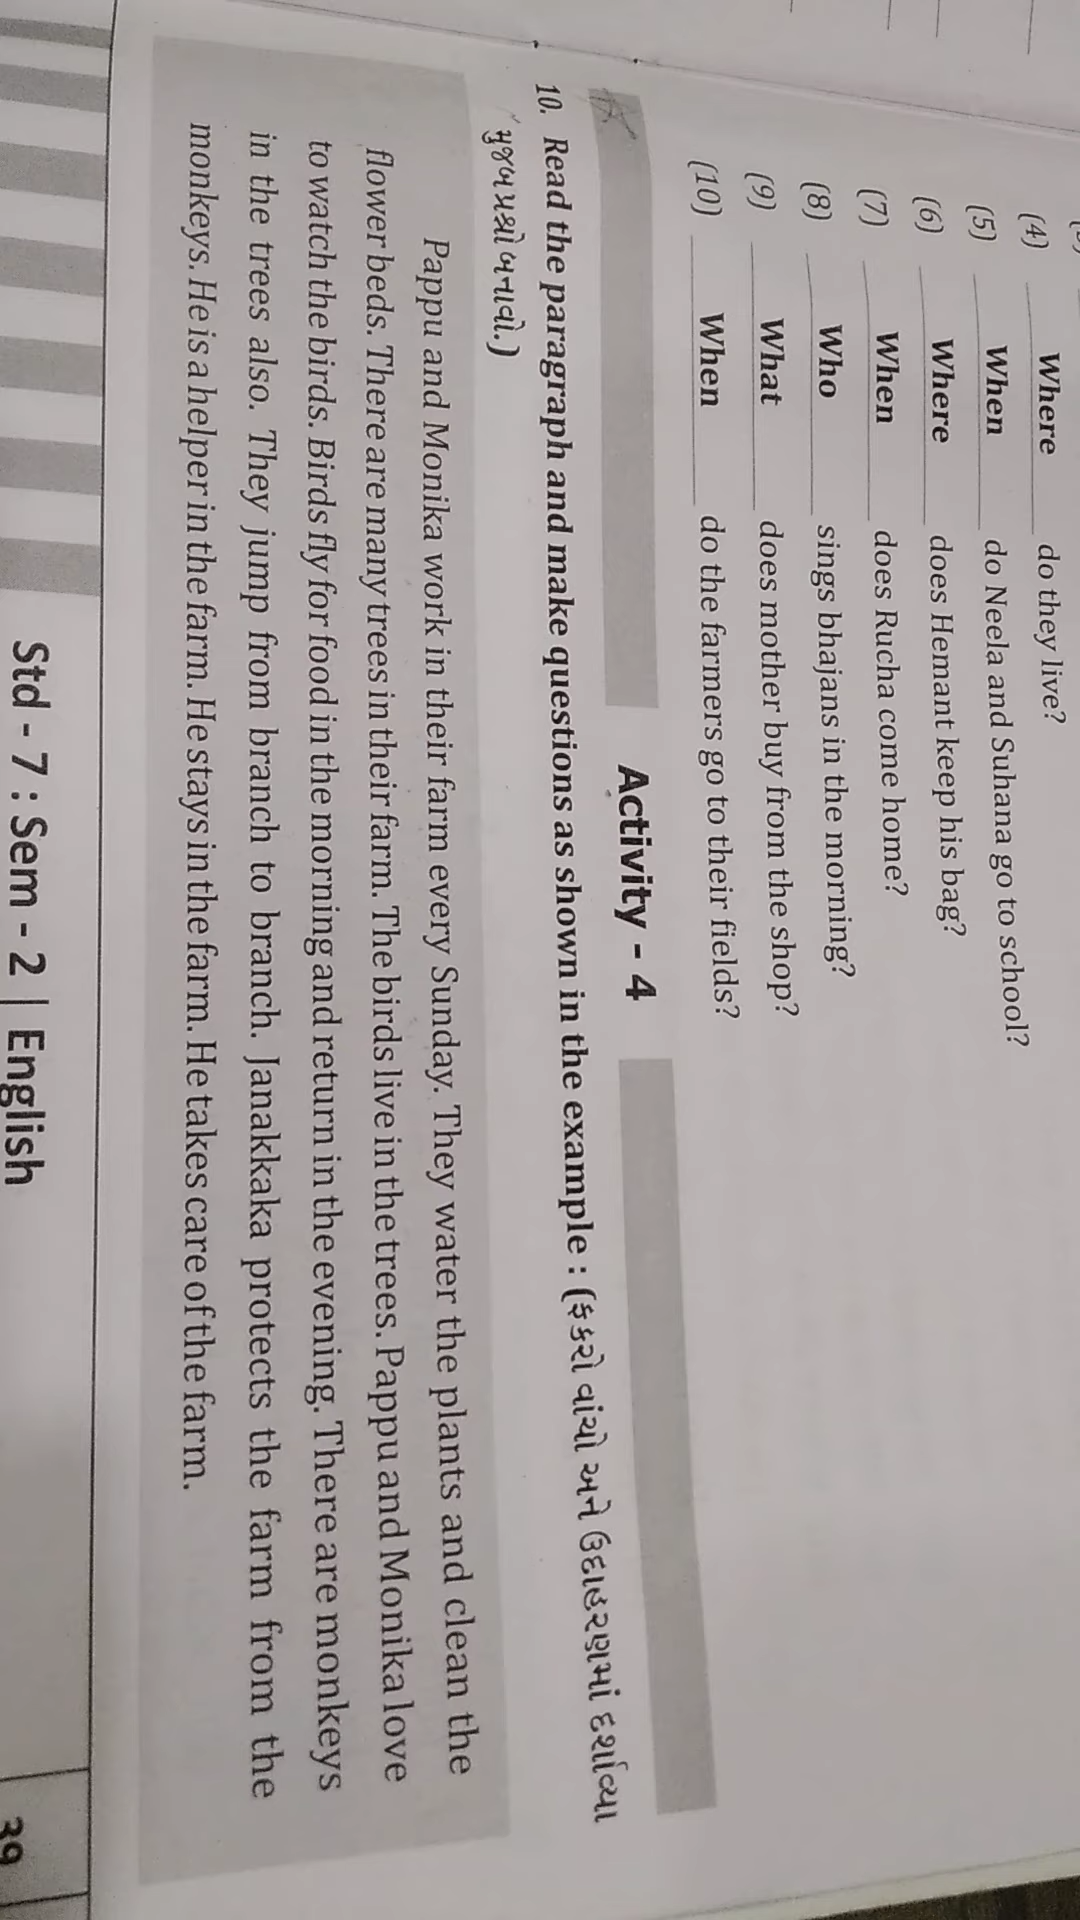 (4) Where do they live?
(5) When do Neela and Suhana go to school?
(6) Where does Hemant keep his bag?
(7) When does Rucha come home?
(8) Who sings bhajans in the morning?
(9) What does mother buy from the shop?
(10) When do the farmers go to their fields?
Activity - 4
10. Read the paragraph and make questions as shown in the example : (ફકરો વાંચો અને ઉદાહરણમાં દર્શાવ્યા
મુજબ પ્રશ્નો બનાવો.)
Pappu and Monika work in their farm every Sunday. They water the plants and clean the
flower beds. There are many trees in their farm. The birds live in the trees. Pappu and Monika love
to watch the birds. Birds fly for food in the morning and return in the evening. There are monkeys
in the trees also. They jump from branch to branch. Janakkaka protects the farm from the
monkeys. He is a helper in the farm. He stays in the farm. He takes care of the farm.
Std - 7 : Sem - 2 | English